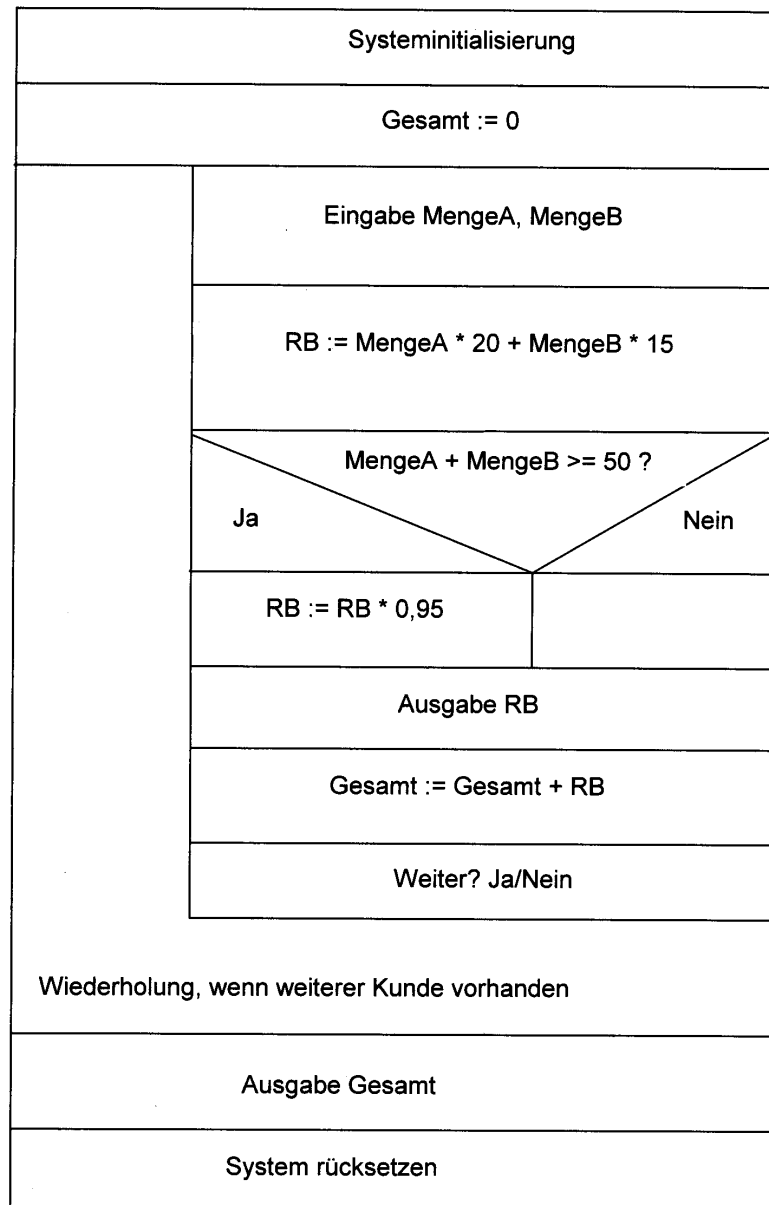 Systeminitialisierung
Gesamt := 0
Eingabe MengeA, MengeB
RB := MengeA * 20 + MengeB * 15
MengeA + MengeB >= 50 ?
Ja
Nein
RB := RB * 0,95
Ausgabe RB
Gesamt := Gesamt + RB
Weiter? Ja/Nein
Wiederholung, wenn weiterer Kunde vorhanden
Ausgabe Gesamt
System rücksetzen